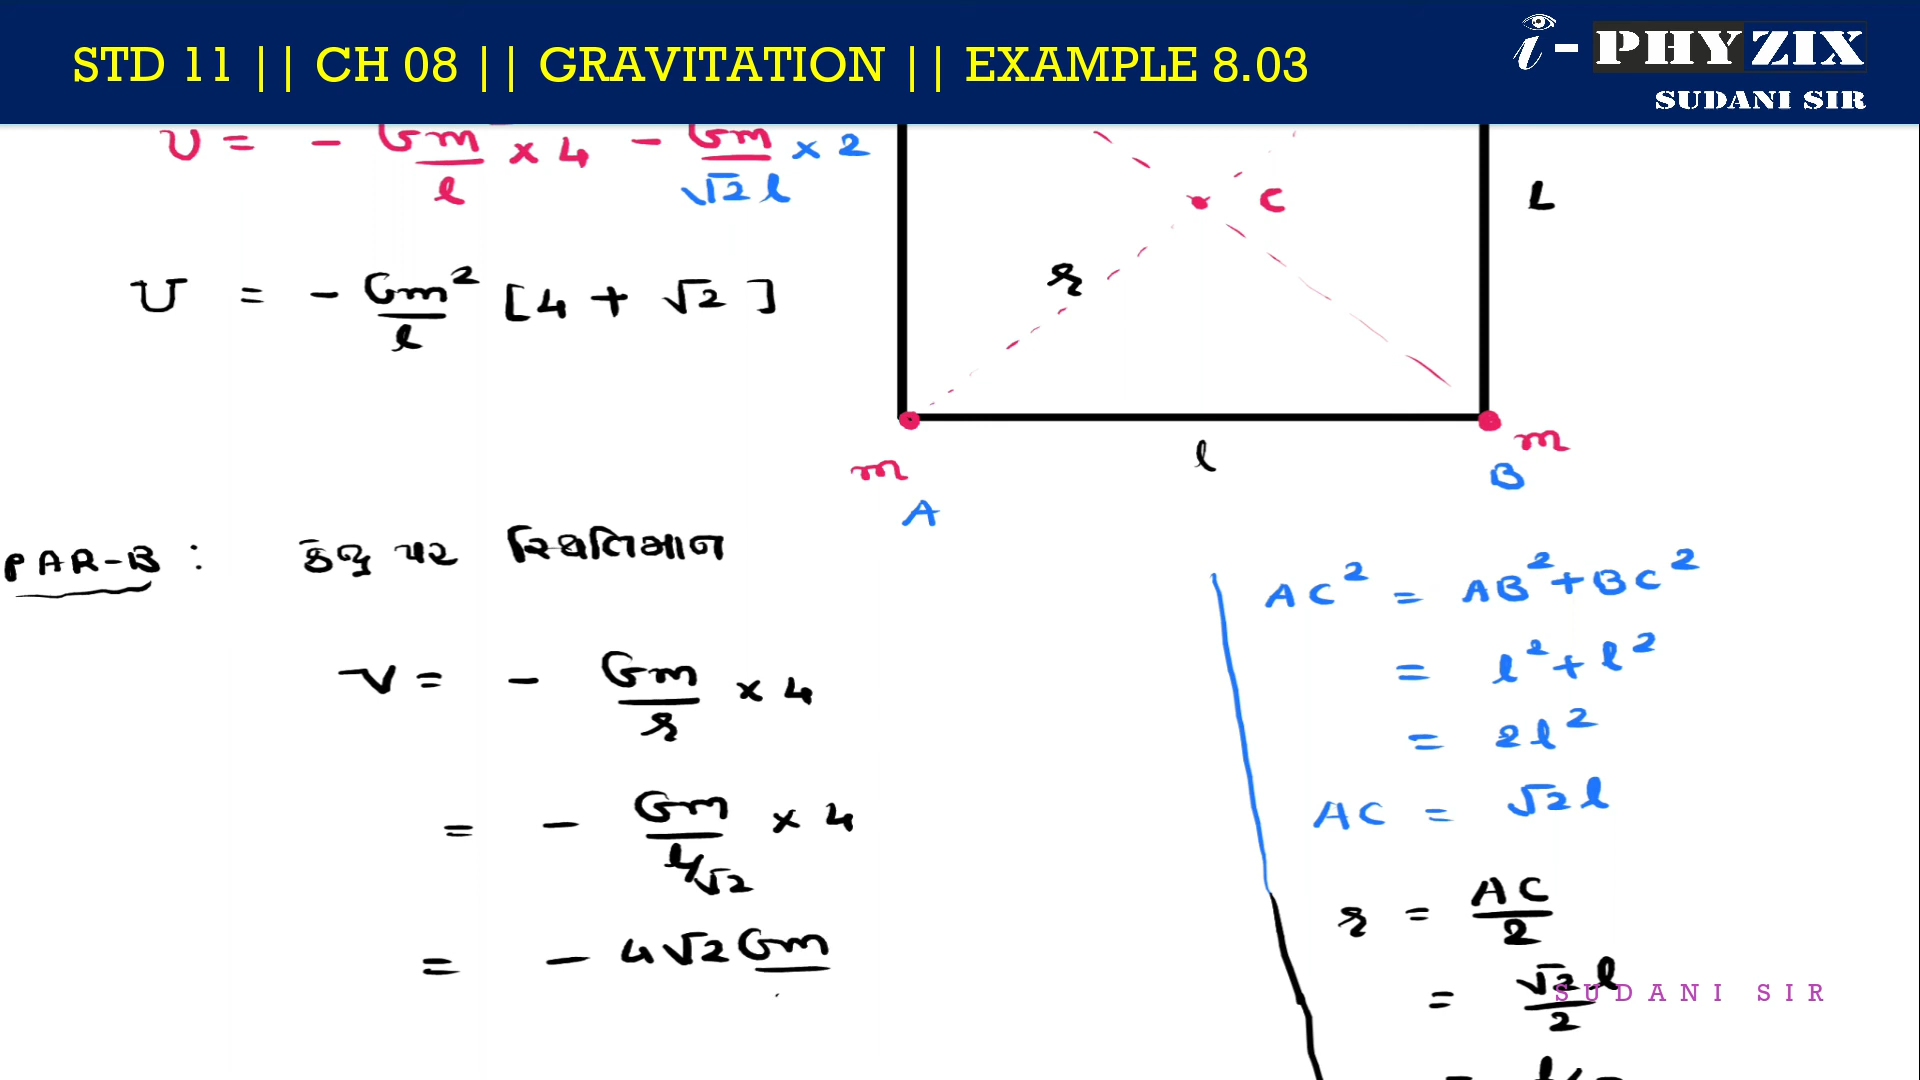 STD 11 || CH 08 || GRAVITATION || EXAMPLE 8.03
i-PHYZIX
SUDANI SIR
U = - Gm/l × 4 - Gm/√2 l × 2
U = - Gm²/l [4 + √2]
C
L
r
l
m
A
m
B
PAR-B :
પર સ્થિતિમાન
V = - Gm/r × 4
= - Gm/l/√2 × 4
= - 4√2 Gm
AC² = AB² + BC²
= l² + l²
= 2l²
AC = √2 l
r = AC/2
= √2 l/2
SUDANI SIR